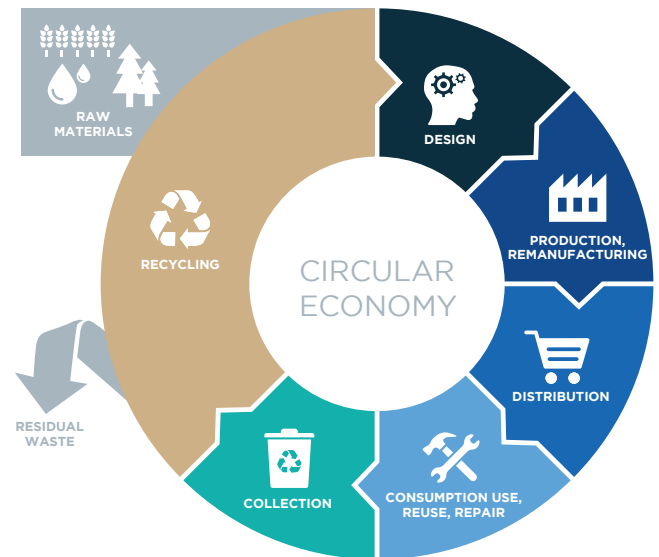 RAW
MATERIALS
DESIGN
PRODUCTION,
REMANUFACTURING
RECYCLING
CIRCULAR
ECONOMY
DISTRIBUTION
RESIDUAL
WASTE
COLLECTION
CONSUMPTION USE,
REUSE, REPAIR